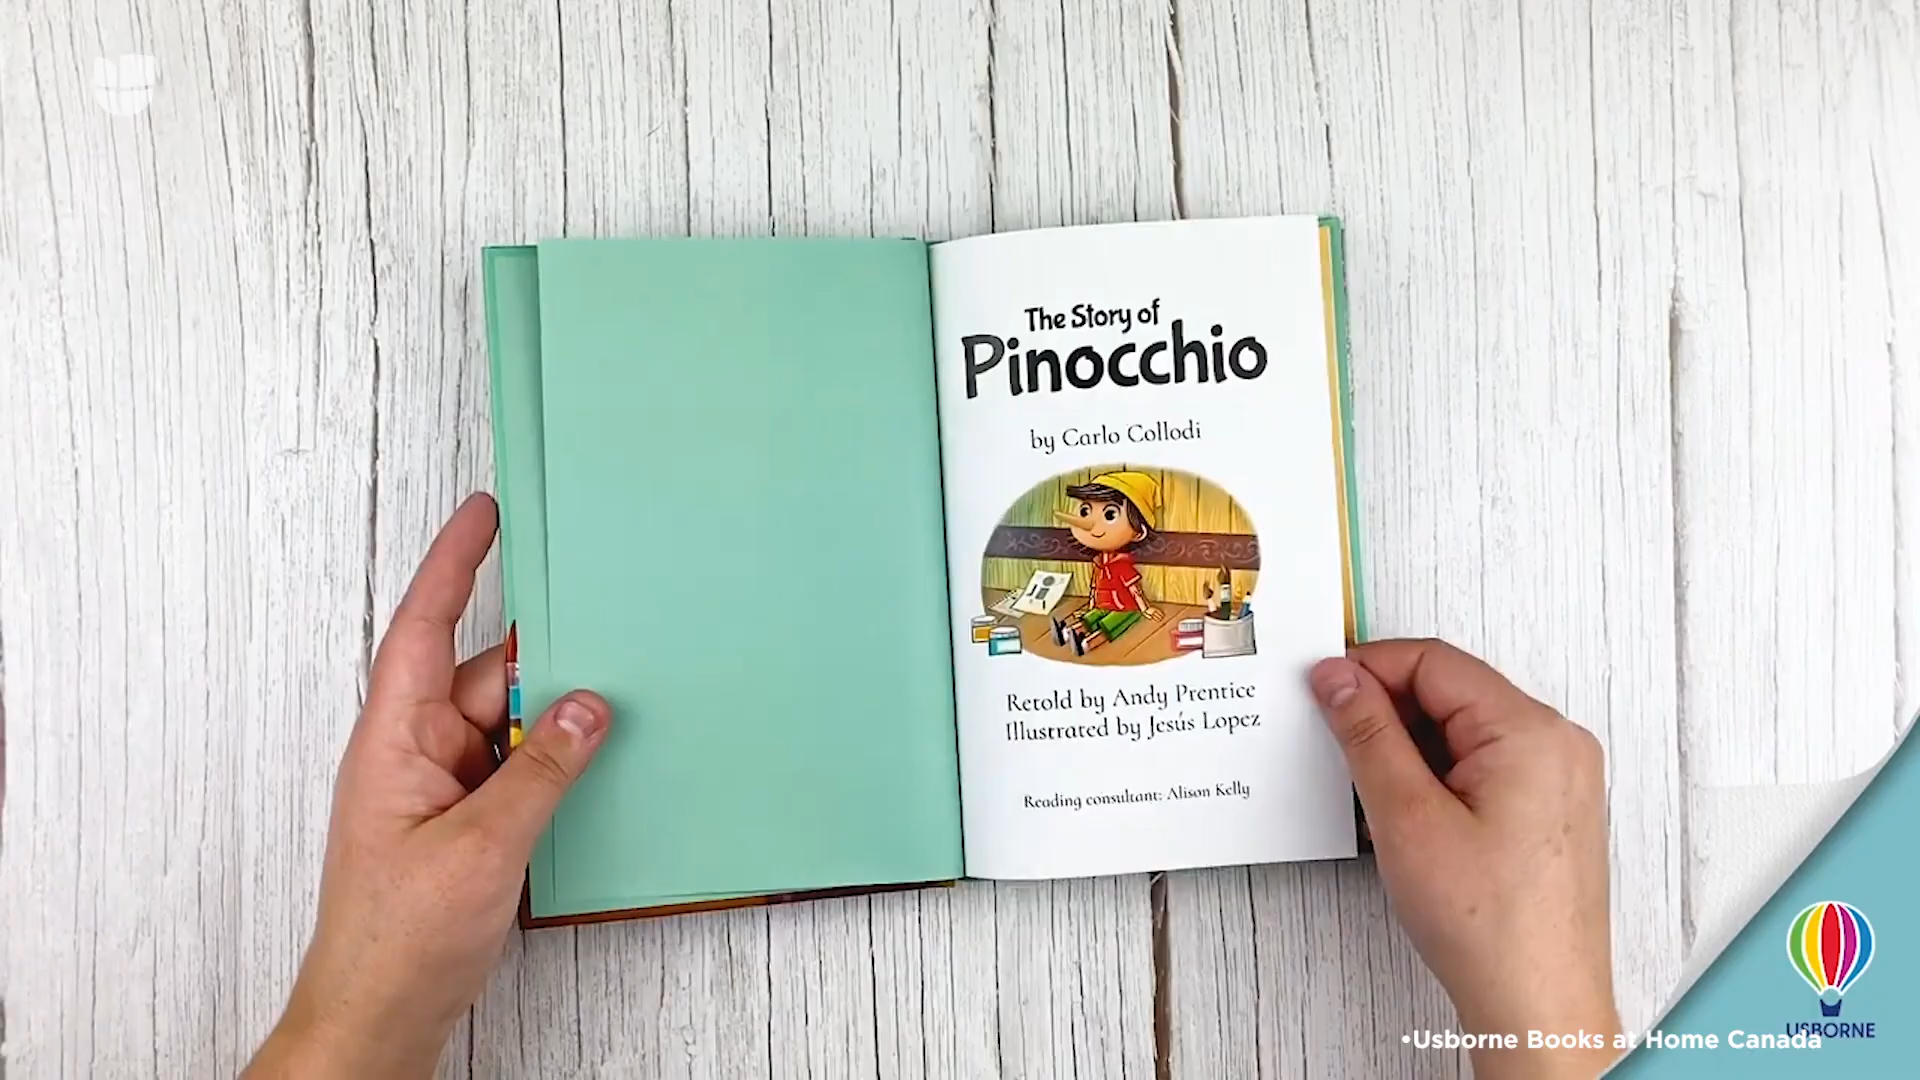 The Story of
Pinocchio
by Carlo Collodi
Retold by Andy Prentice
Illustrated by Jesús Lopez
Reading consultant: Alison Kelly
USBORNE
•Usborne Books at Home Canada